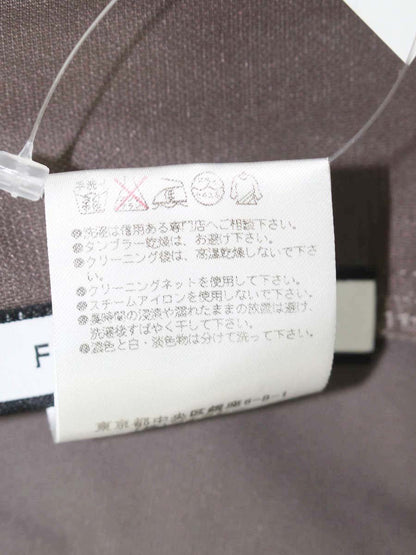 手洗イ
●洗濯は信用ある専門店へご相談下さい。
●タンブラー乾燥は、お避け下さい。
●クリーニング後は、高温乾燥しないで下さ
い。
●クリーニングネットを使用して下さい。
●スチームアイロンを使用しないで下さい。
●長時間の浸漬や濡れたままの放置は避け、
洗濯後すばやく干して下さい。
●濃色と白・淡色物は分けて洗って下さい。
東京都中央区銀座6-9-1
F